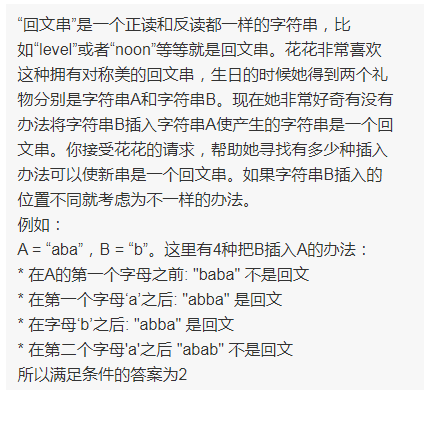 “回文串”是一个正读和反读都一样的字符串，比
如“level”或者“noon”等等就是回文串。花花非常喜欢
这种拥有对称美的回文串，生日的时候她得到两个礼
物分别是字符串A和字符串B。现在她非常好奇有没有
办法将字符串B插入字符串A使产生的字符串是一个回
文串。你接受花花的请求，帮助她寻找有多少种插入
办法可以使新串是一个回文串。如果字符串B插入的
位置不同就考虑为不一样的办法。
例如：
A = “aba”，B = “b”。这里有4种把B插入A的办法：
* 在A的第一个字母之前: "baba" 不是回文
* 在第一个字母‘a’之后: "abba" 是回文
* 在字母‘b’之后: "abba" 是回文
* 在第二个字母'a'之后 "abab" 不是回文
所以满足条件的答案为2